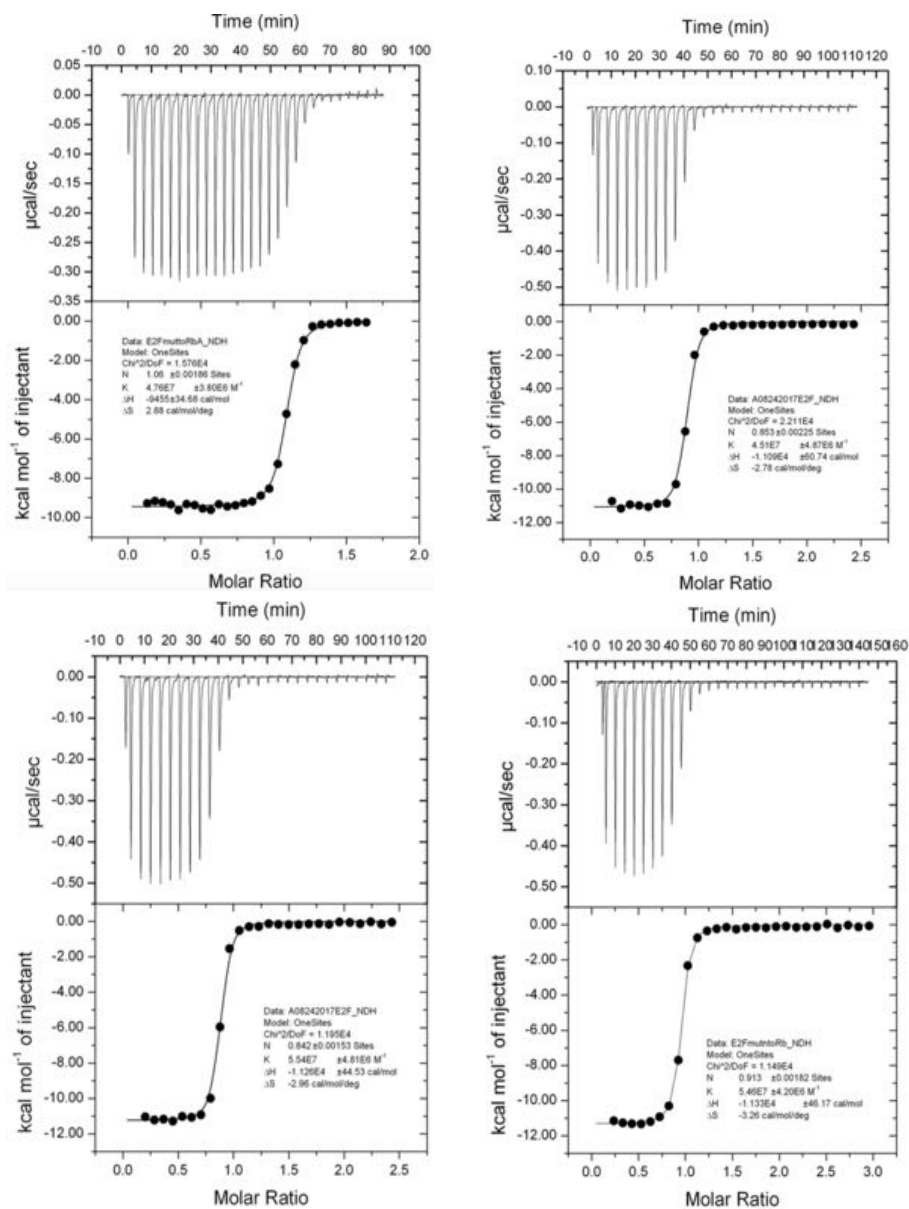 Time (min)
-10 0 10 20 30 40 50 60 70 80 90 100
0.05
0.00
-0.05
-0.10
-0.15
-0.20
-0.25
-0.30
-0.35
µcal/sec
0.00
-2.00
-4.00
-6.00
-8.00
-10.00
kcal mol⁻¹ of injectant
Data: E2FmuttoRbA_NDH
Model: OneSites
Chi^2/DoF = 1.576E4
N 1.06 ±0.00186 Sites
K 4.76E7 ±3.80E6 M⁻¹
ΔH -9455±34.68 cal/mol
ΔS 2.88 cal/mol/deg
0.0 0.5 1.0 1.5 2.0
Molar Ratio
Time (min)
-10 0 10 20 30 40 50 60 70 80 90 100 110 120
0.10
0.00
-0.10
-0.20
-0.30
-0.40
-0.50
µcal/sec
0.00
-2.00
-4.00
-6.00
-8.00
-10.00
-12.00
kcal mol⁻¹ of injectant
Data: A08242017E2F_NDH
Model: OneSites
Chi^2/DoF = 2.211E4
N 0.853 ±0.00225 Sites
K 4.51E7 ±4.87E6 M⁻¹
ΔH -1.109E4 ±60.74 cal/mol
ΔS -2.78 cal/mol/deg
0.0 0.5 1.0 1.5 2.0 2.5
Molar Ratio
Time (min)
-10 0 10 20 30 40 50 60 70 80 90 100 110 120
0.00
-0.10
-0.20
-0.30
-0.40
-0.50
µcal/sec
0.00
-2.00
-4.00
-6.00
-8.00
-10.00
-12.00
kcal mol⁻¹ of injectant
Data: A08242017E2F_NDH
Model: OneSites
Chi^2/DoF = 1.195E4
N 0.842 ±0.00153 Sites
K 5.54E7 ±4.81E6 M⁻¹
ΔH -1.126E4 ±44.53 cal/mol
ΔS -2.96 cal/mol/deg
0.0 0.5 1.0 1.5 2.0 2.5
Molar Ratio
Time (min)
-10 0 10 20 30 40 50 60 70 80 90 100 110 120 130 140 150 160
0.00
-0.10
-0.20
-0.30
-0.40
-0.50
µcal/sec
0.00
-2.00
-4.00
-6.00
-8.00
-10.00
-12.00
kcal mol⁻¹ of injectant
Data: E2FmutntoRb_NDH
Model: OneSites
Chi^2/DoF = 1.149E4
N 0.913 ±0.00182 Sites
K 5.46E7 ±4.20E6 M⁻¹
ΔH -1.133E4 ±46.17 cal/mol
ΔS -3.26 cal/mol/deg
0.0 0.5 1.0 1.5 2.0 2.5 3.0
Molar Ratio